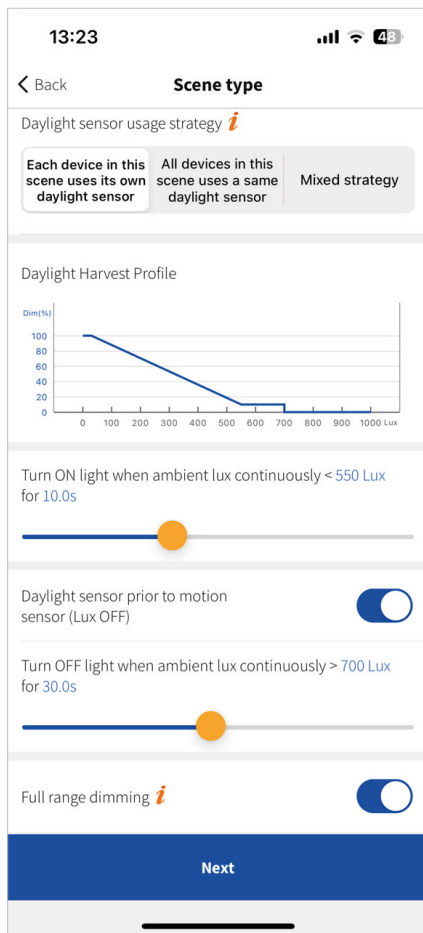 13:23
48
Back
Scene type
Daylight sensor usage strategy i
Each device in this
scene uses its own
daylight sensor
All devices in this
scene uses a same
daylight sensor
Mixed strategy
Daylight Harvest Profile
Dim(%)
100
80
60
40
20
0
0 100 200 300 400 500 600 700 800 900 1000 Lux
Turn ON light when ambient lux continuously < 550 Lux
for 10.0s
Daylight sensor prior to motion
sensor (Lux OFF)
Turn OFF light when ambient lux continuously > 700 Lux
for 30.0s
Full range dimming i
Next